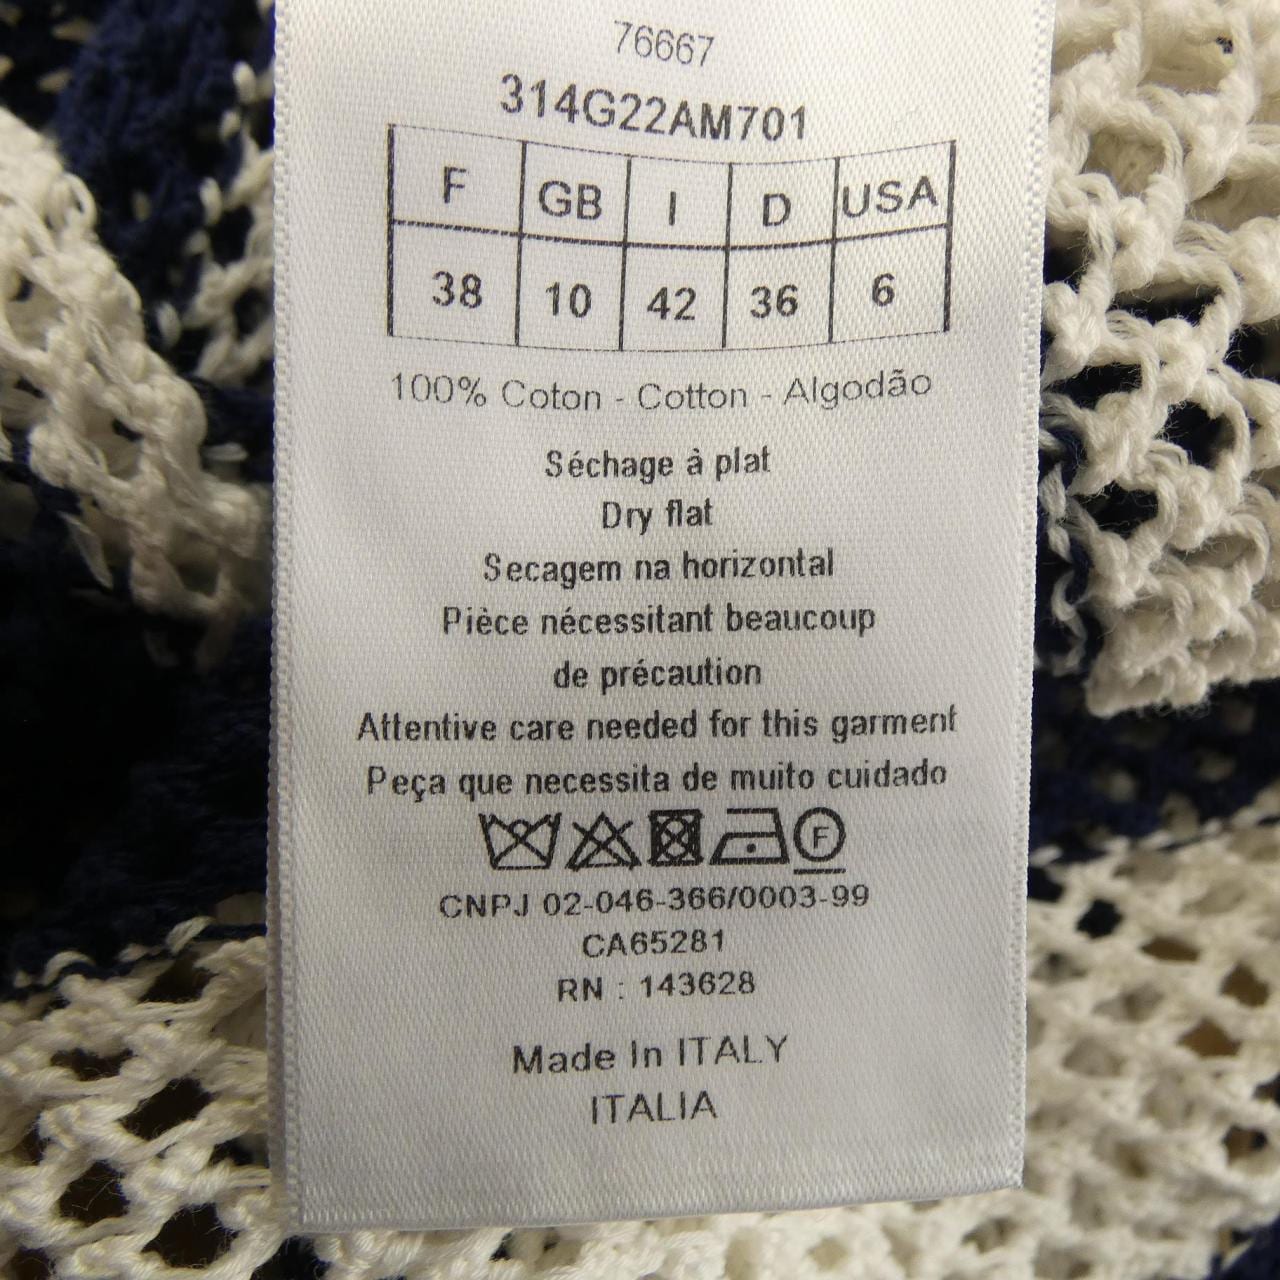 76667
314G22AM701
F GB I D USA
38 10 42 36 6
100% Coton - Cotton - Algodão
Séchage à plat
Dry flat
Secagem na horizontal
Pièce nécessitant beaucoup
de précaution
Attentive care needed for this garment
Peça que necessita de muito cuidado
F
CNPJ 02-046-366/0003-99
CA65281
RN : 143628
Made In ITALY
ITALIA